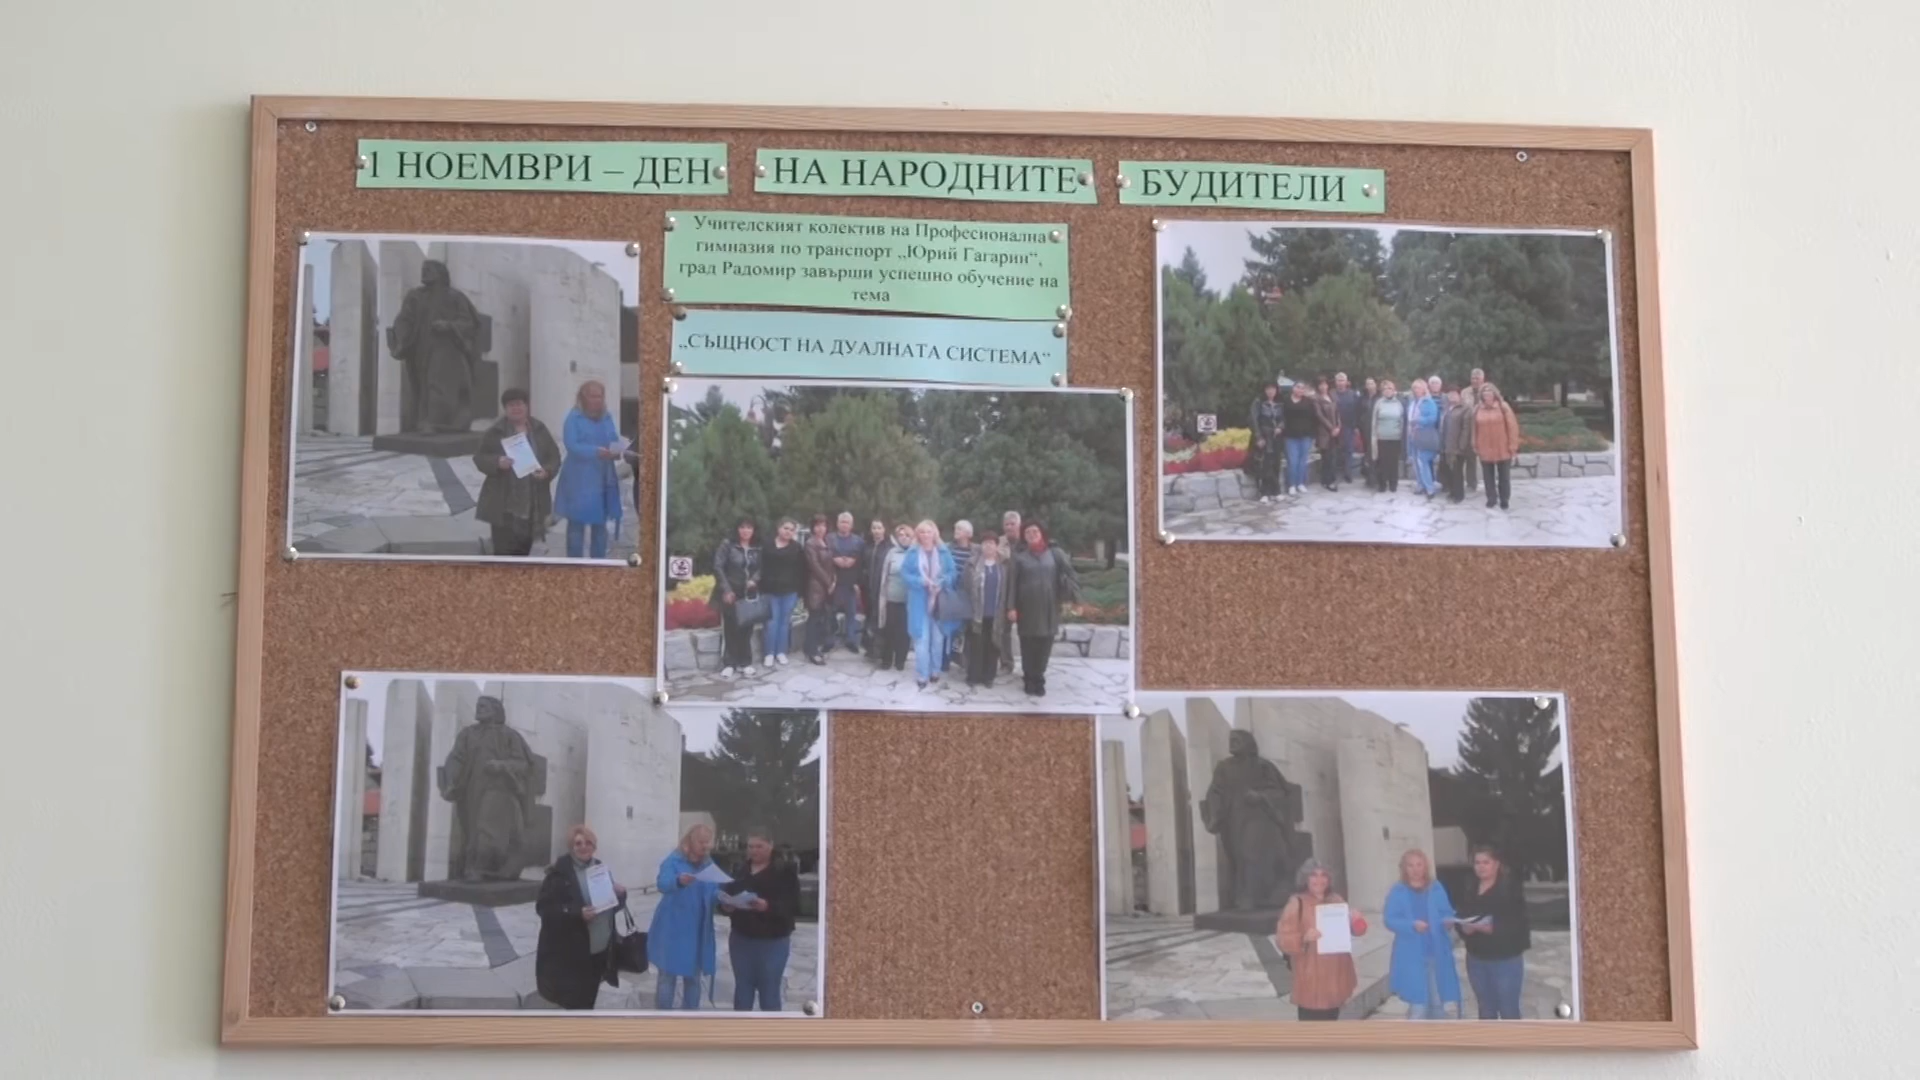 1 НОЕМВРИ – ДЕН НА НАРОДНИТЕ БУДИТЕЛИ
Учителският колектив на Професионална
гимназия по транспорт „Юрий Гагарин“,
град Радомир завърши успешно обучение на
тема
„СЪЩНОСТ НА ДУАЛНАТА СИСТЕМА“